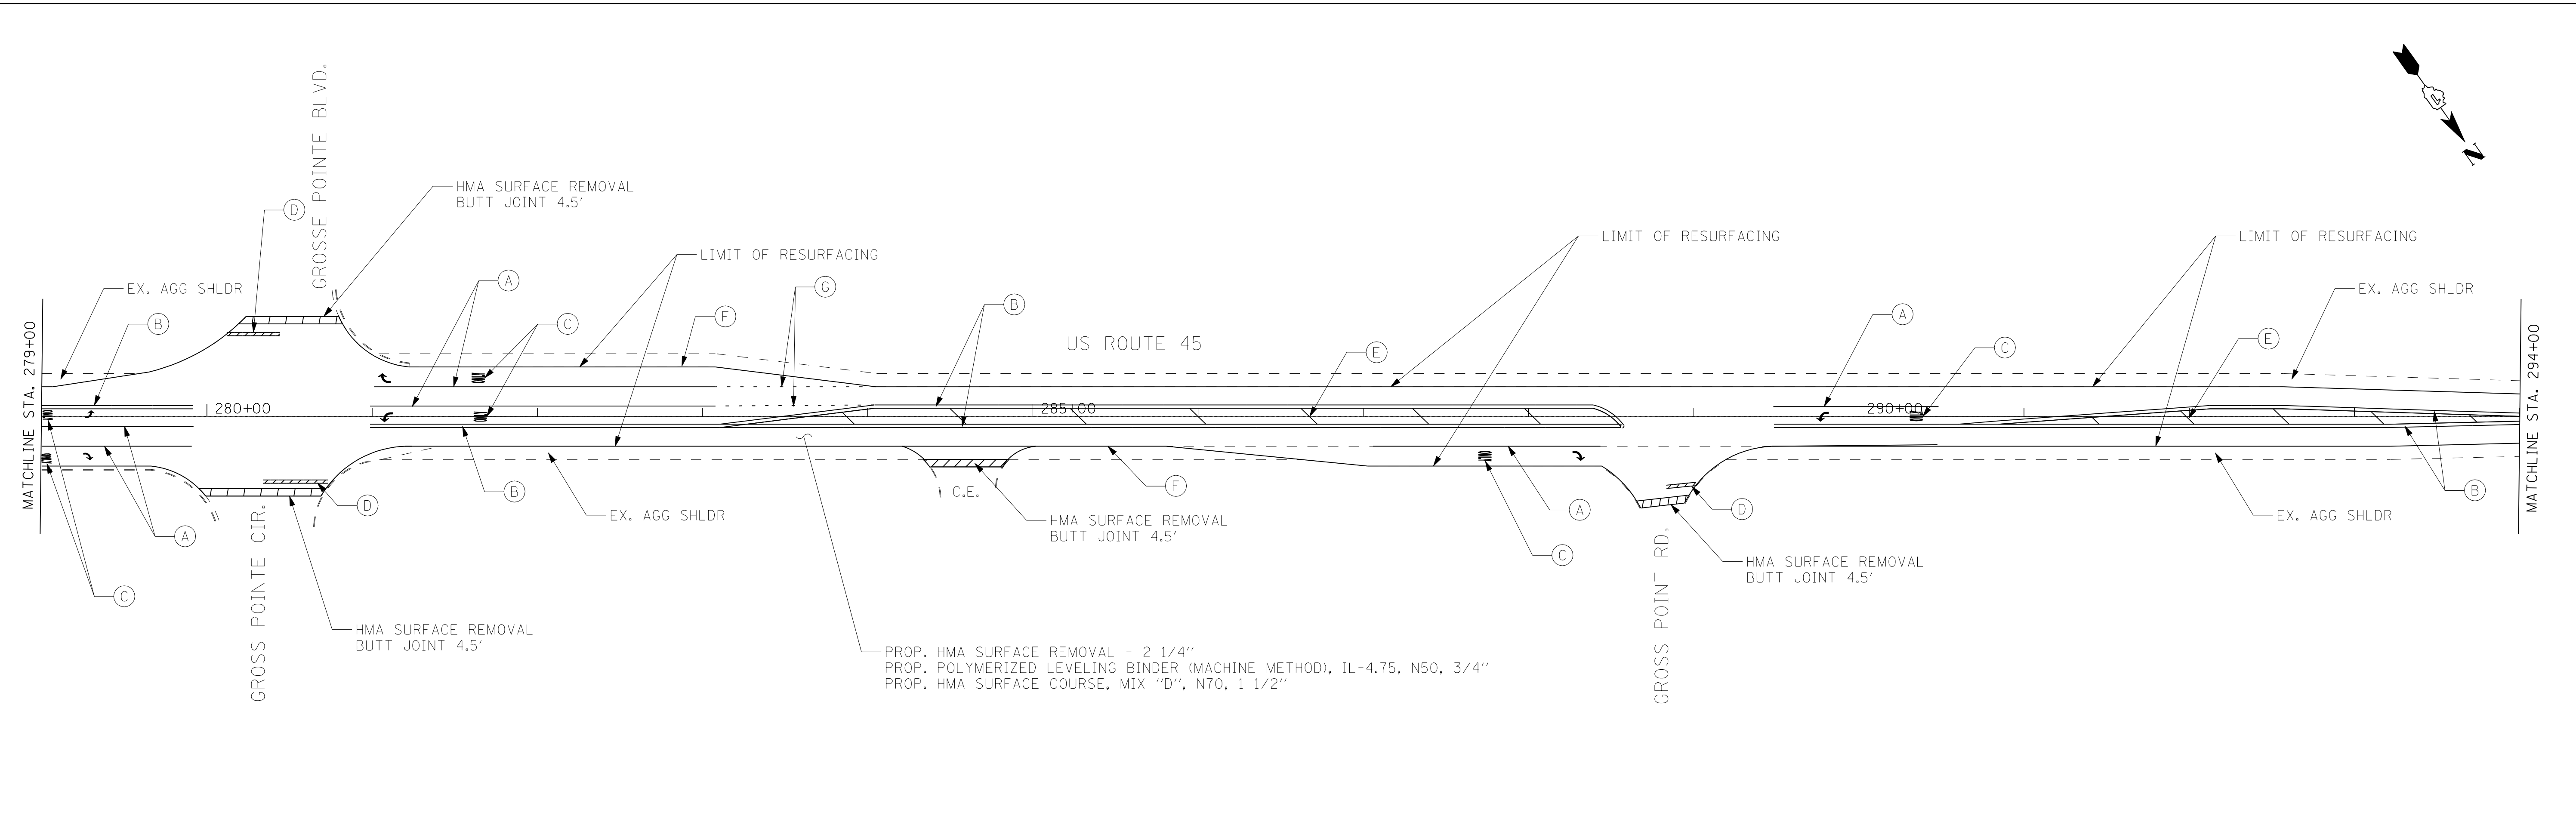 GROSSE POINTE BLVD.
N
HMA SURFACE REMOVAL
BUTT JOINT 4.5'
D
LIMIT OF RESURFACING
LIMIT OF RESURFACING
LIMIT OF RESURFACING
EX. AGG SHLDR
A
G
EX. AGG SHLDR
B
C
F
B
US ROUTE 45
E
A
C
E
MATCHLINE STA. 279+00
280+00
285+00
290+00
MATCHLINE STA. 294+00
A
C
D
B
EX. AGG SHLDR
C.E.
F
HMA SURFACE REMOVAL
BUTT JOINT 4.5'
A
C
D
B
EX. AGG SHLDR
GROSS POINTE CIR.
HMA SURFACE REMOVAL
BUTT JOINT 4.5'
GROSS POINT RD.
HMA SURFACE REMOVAL
BUTT JOINT 4.5'
PROP. HMA SURFACE REMOVAL - 2 1/4"
PROP. POLYMERIZED LEVELING BINDER (MACHINE METHOD), IL-4.75, N50, 3/4"
PROP. HMA SURFACE COURSE, MIX "D", N70, 1 1/2"